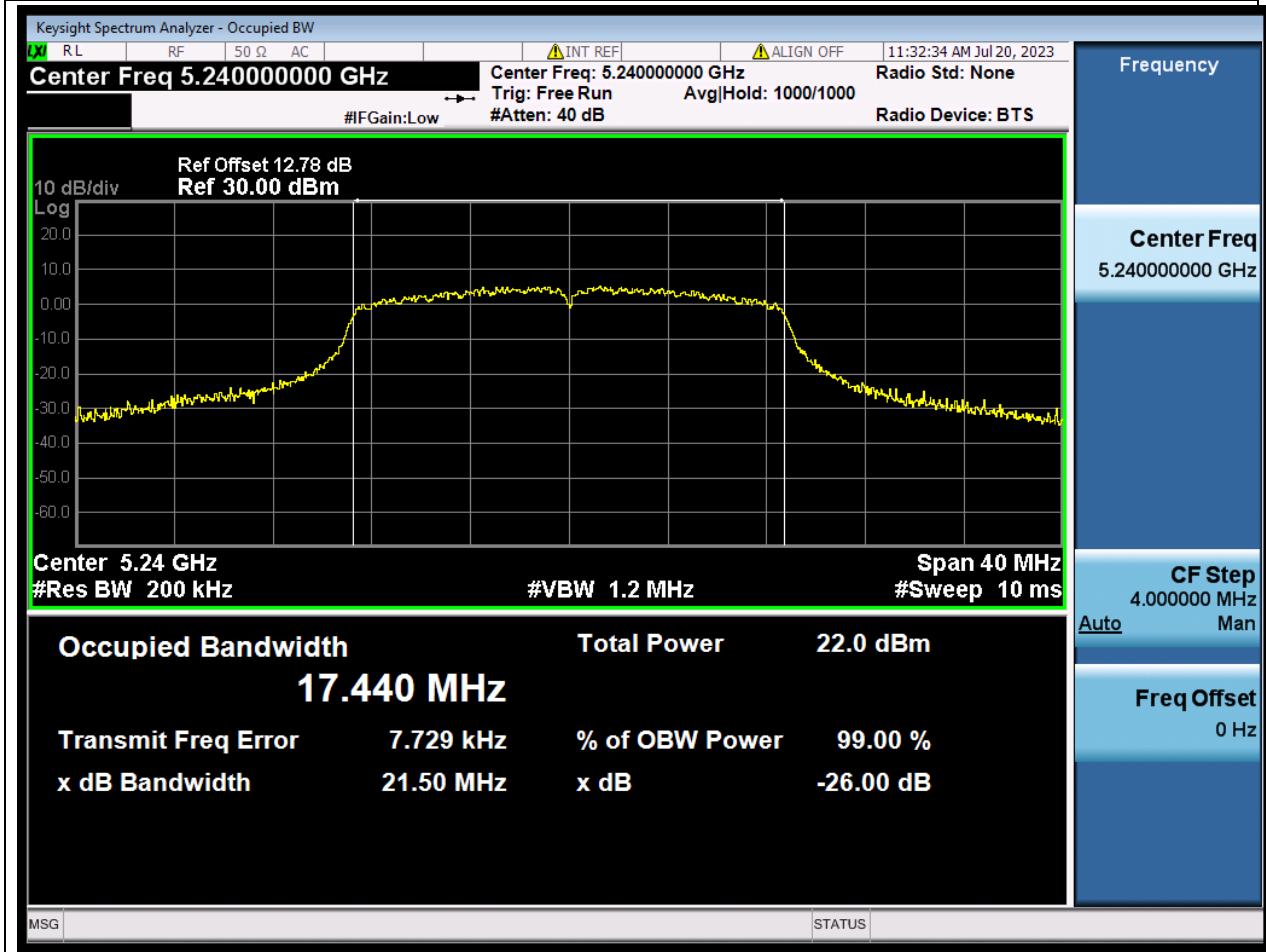 Keysight Spectrum Analyzer - Occupied BW
LXI RL RF 50 Ω AC INT REF ALIGN OFF 11:32:34 AM Jul 20, 2023
Center Freq 5.240000000 GHz
Center Freq: 5.240000000 GHz
Radio Std: None
Trig: Free Run Avg|Hold: 1000/1000
#IFGain:Low
#Atten: 40 dB
Radio Device: BTS
Ref Offset 12.78 dB
10 dB/div Ref 30.00 dBm
Log
20.0
10.0
0.00
-10.0
-20.0
-30.0
-40.0
-50.0
-60.0
Center 5.24 GHz Span 40 MHz
#Res BW 200 kHz #VBW 1.2 MHz #Sweep 10 ms
Occupied Bandwidth
17.440 MHz
Total Power 22.0 dBm
Transmit Freq Error 7.729 kHz % of OBW Power 99.00 %
x dB Bandwidth 21.50 MHz x dB -26.00 dB
MSG STATUS
Frequency
Center Freq
5.240000000 GHz
CF Step
4.000000 MHz
Auto Man
Freq Offset
0 Hz